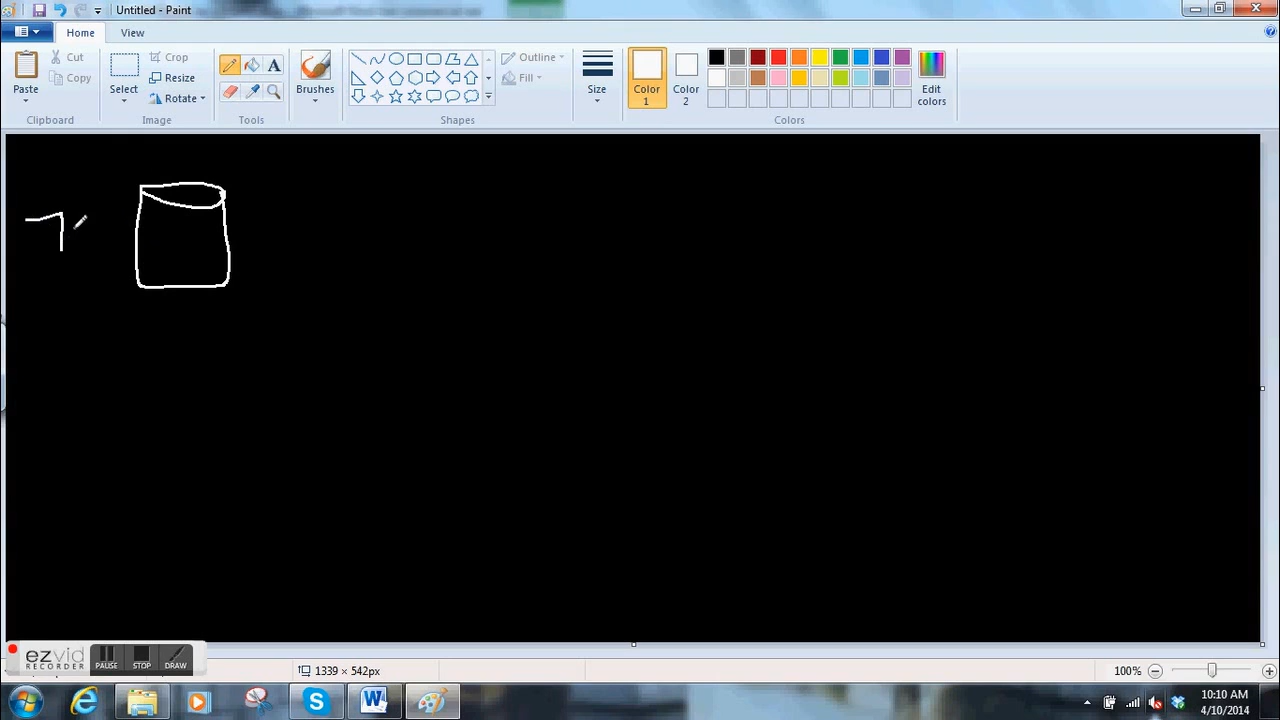 Untitled - Paint
Home
View
Paste
Cut
Copy
Clipboard
Select
Crop
Resize
Rotate
Image
Tools
Brushes
Shapes
Outline
Fill
Size
Color
1
Color
2
Edit
colors
Colors
ezvid
RECORDER
PAUSE
STOP
DRAW
1339 × 542px
100%
10:10 AM
4/10/2014